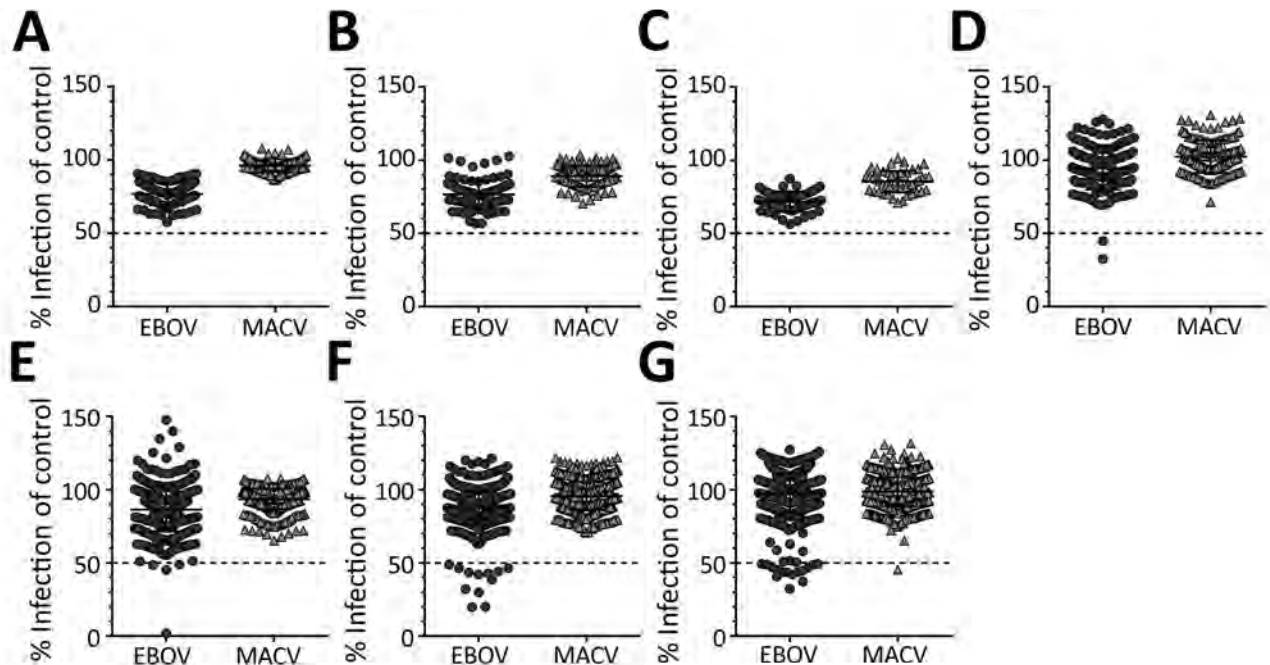 A
B
C
D
% Infection of control
150
100
50
0
EBOV
MACV
% Infection of control
150
100
50
0
EBOV
MACV
% Infection of control
150
100
50
0
EBOV
MACV
% Infection of control
150
100
50
0
EBOV
MACV
E
F
G
% Infection of control
150
100
50
0
EBOV
MACV
% Infection of control
150
100
50
0
EBOV
MACV
% Infection of control
150
100
50
0
EBOV
MACV